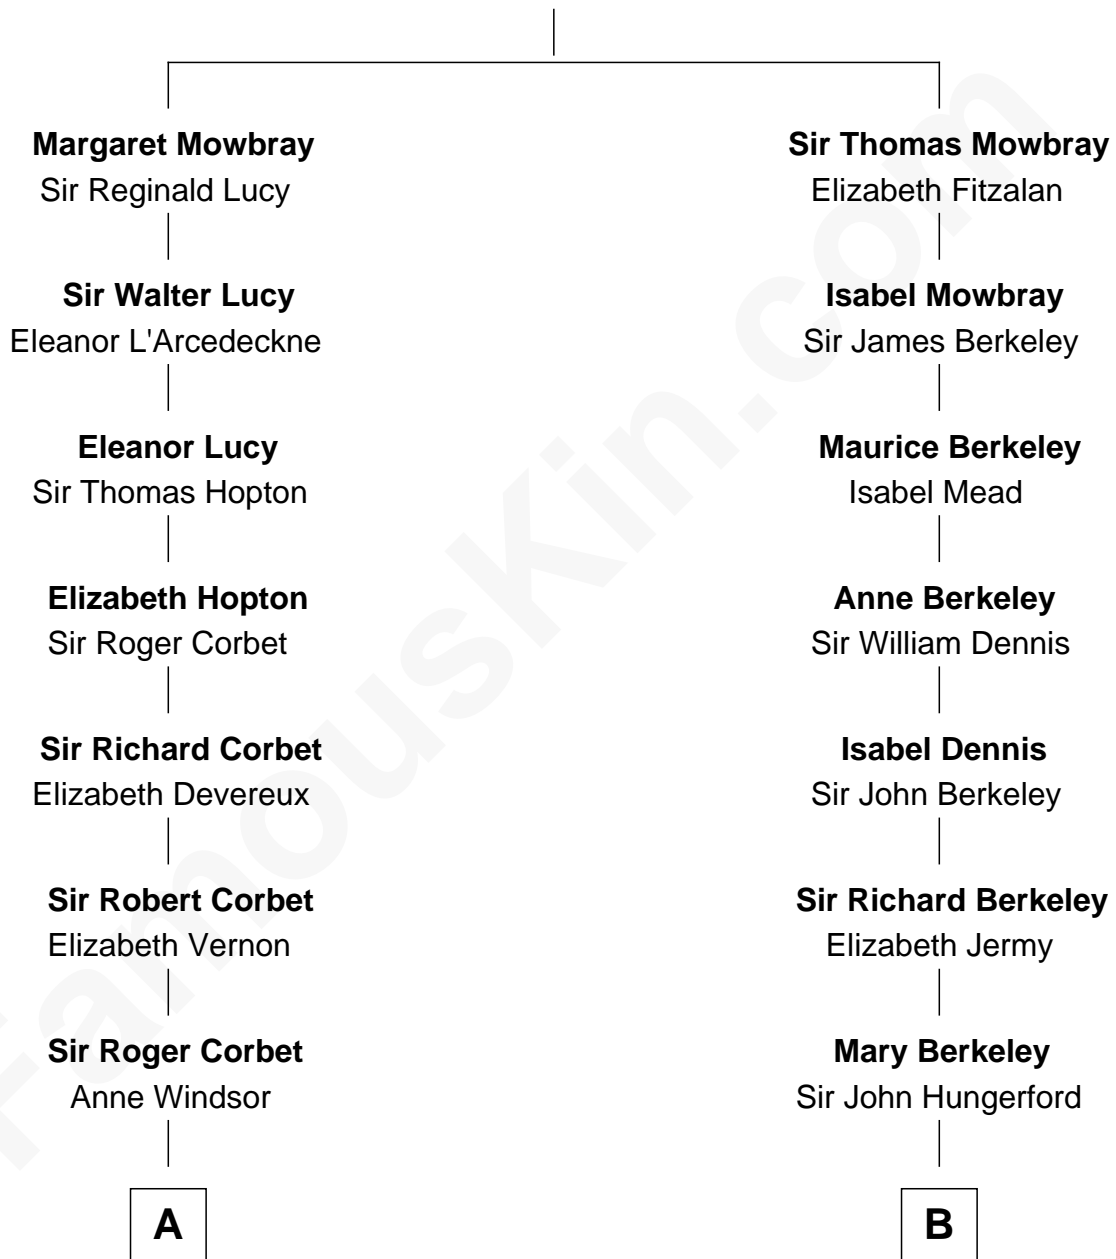 Margaret Mowbray
Sir Reginald Lucy
Sir Thomas Mowbray
Elizabeth Fitzalan
Sir Walter Lucy
Eleanor L'Arcedeckne
Isabel Mowbray
Sir James Berkeley
Eleanor Lucy
Sir Thomas Hopton
Maurice Berkeley
Isabel Mead
Elizabeth Hopton
Sir Roger Corbet
Anne Berkeley
Sir William Dennis
Sir Richard Corbet
Elizabeth Devereux
Isabel Dennis
Sir John Berkeley
Sir Robert Corbet
Elizabeth Vernon
Sir Richard Berkeley
Elizabeth Jermy
Sir Roger Corbet
Anne Windsor
Mary Berkeley
Sir John Hungerford
A
B
FamousKin.com